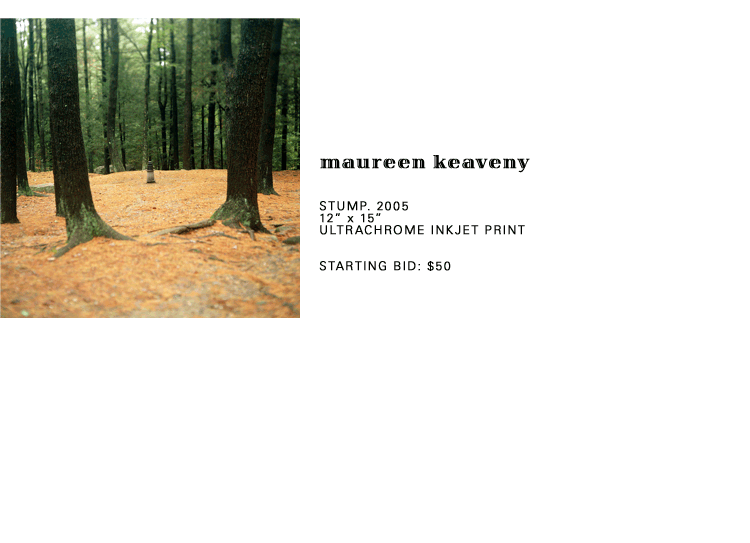 maureen keaveny
STUMP. 2005
12" x 15"
ULTRACHROME INKJET PRINT
STARTING BID: $50